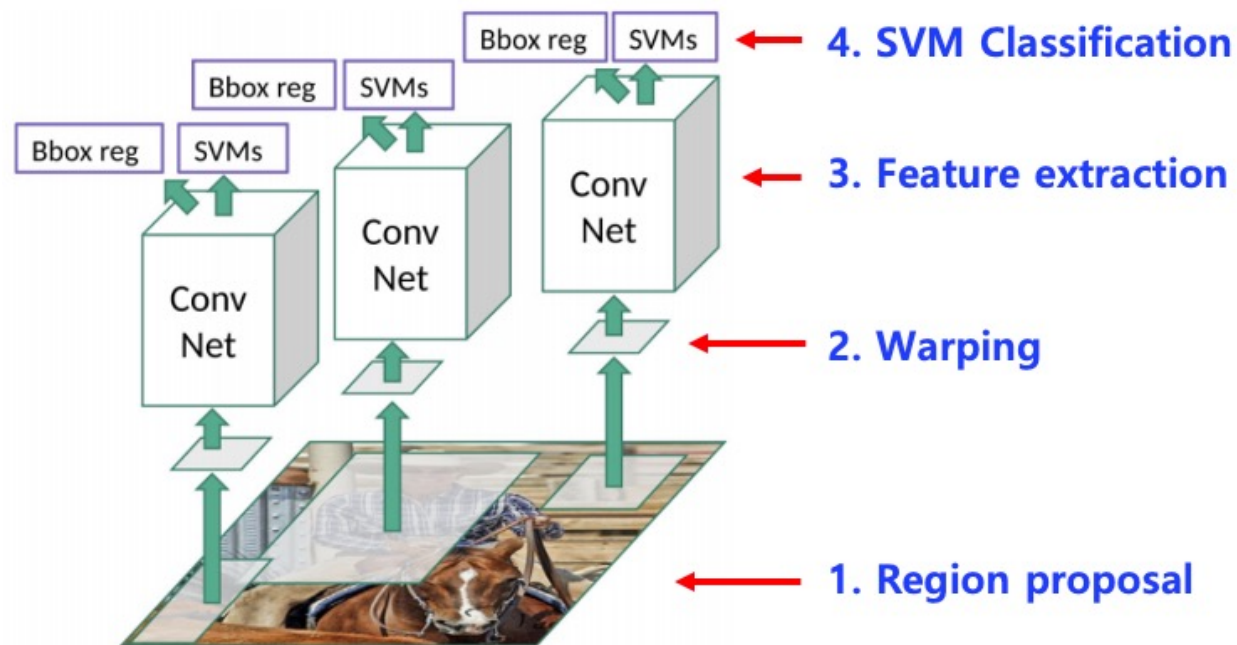 Bbox reg SVMs
4. SVM Classification
Bbox reg SVMs
Bbox reg SVMs
Conv
Net
3. Feature extraction
Conv
Net
Conv
Net
2. Warping
1. Region proposal